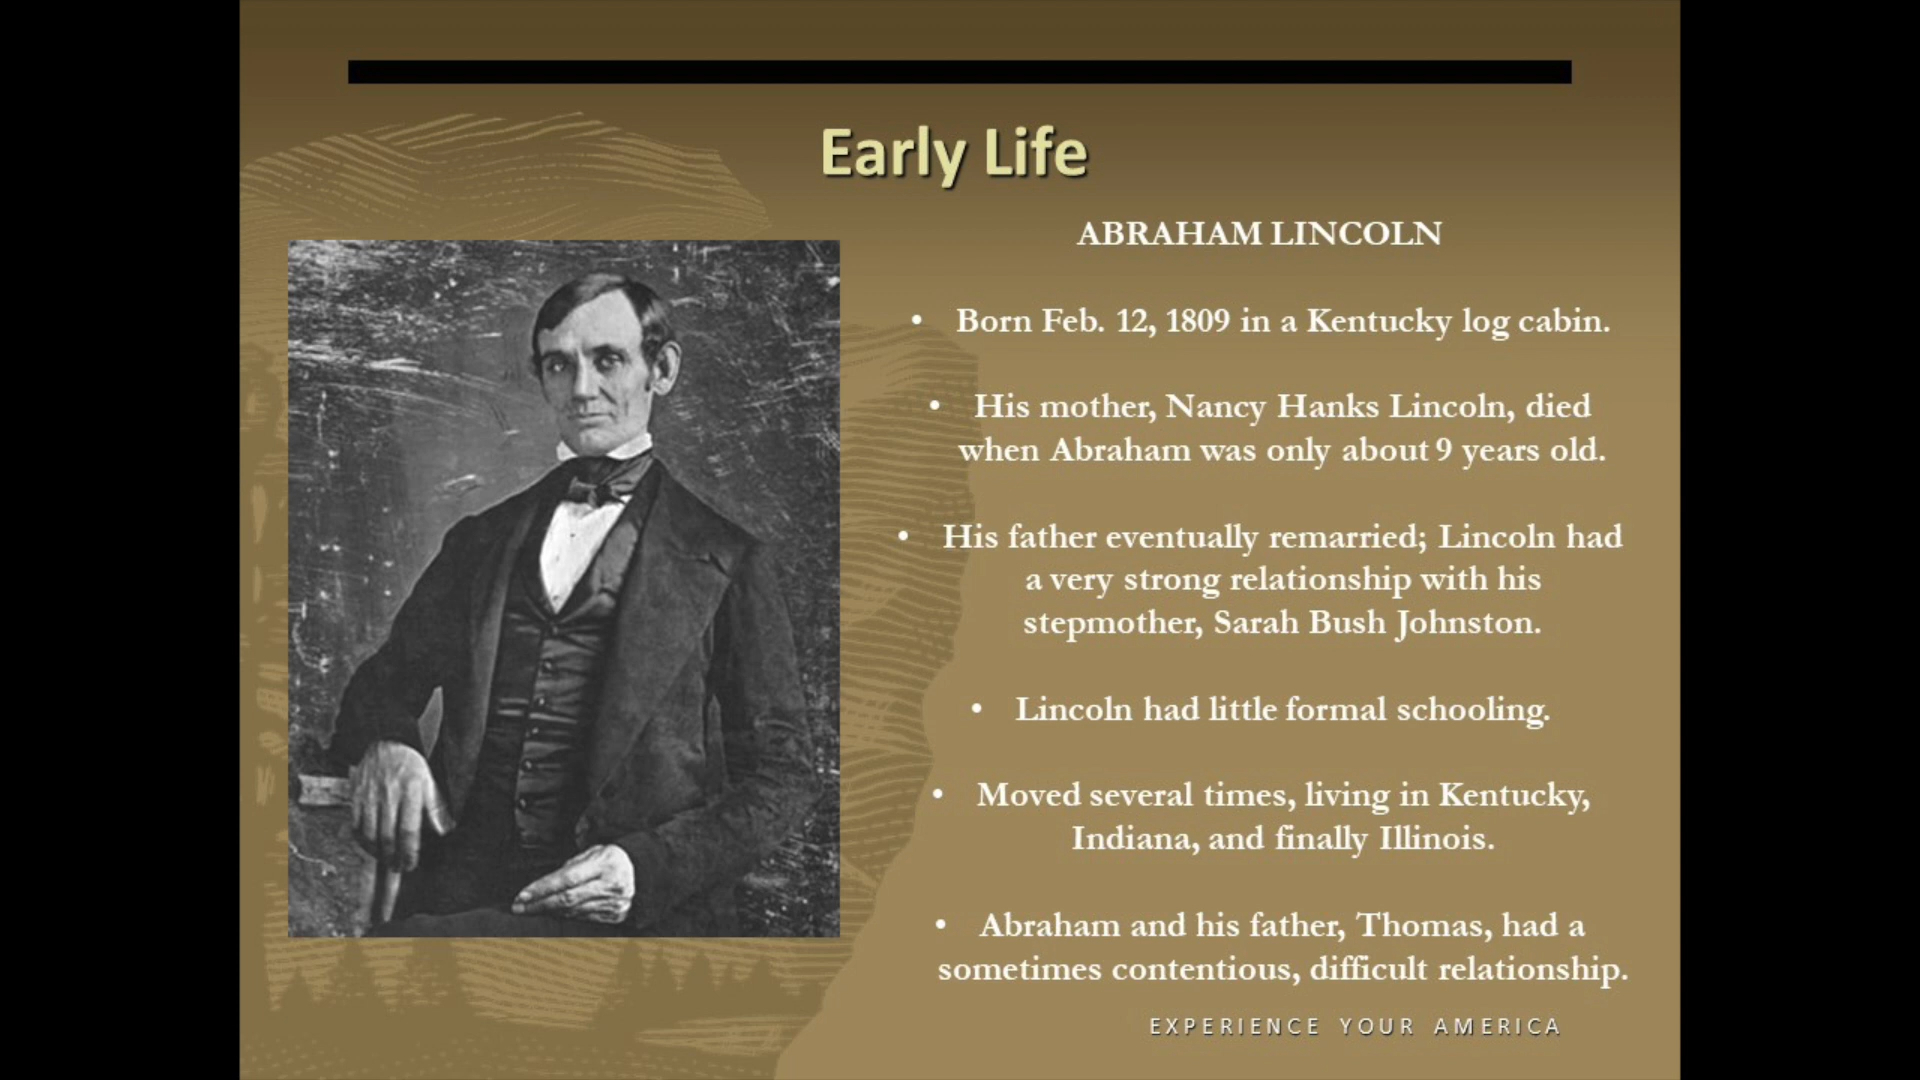 Early Life
ABRAHAM LINCOLN
• Born Feb. 12, 1809 in a Kentucky log cabin.
• His mother, Nancy Hanks Lincoln, died
when Abraham was only about 9 years old.
• His father eventually remarried; Lincoln had
a very strong relationship with his
stepmother, Sarah Bush Johnston.
• Lincoln had little formal schooling.
• Moved several times, living in Kentucky,
Indiana, and finally Illinois.
• Abraham and his father, Thomas, had a
sometimes contentious, difficult relationship.
EXPERIENCE YOUR AMERICA